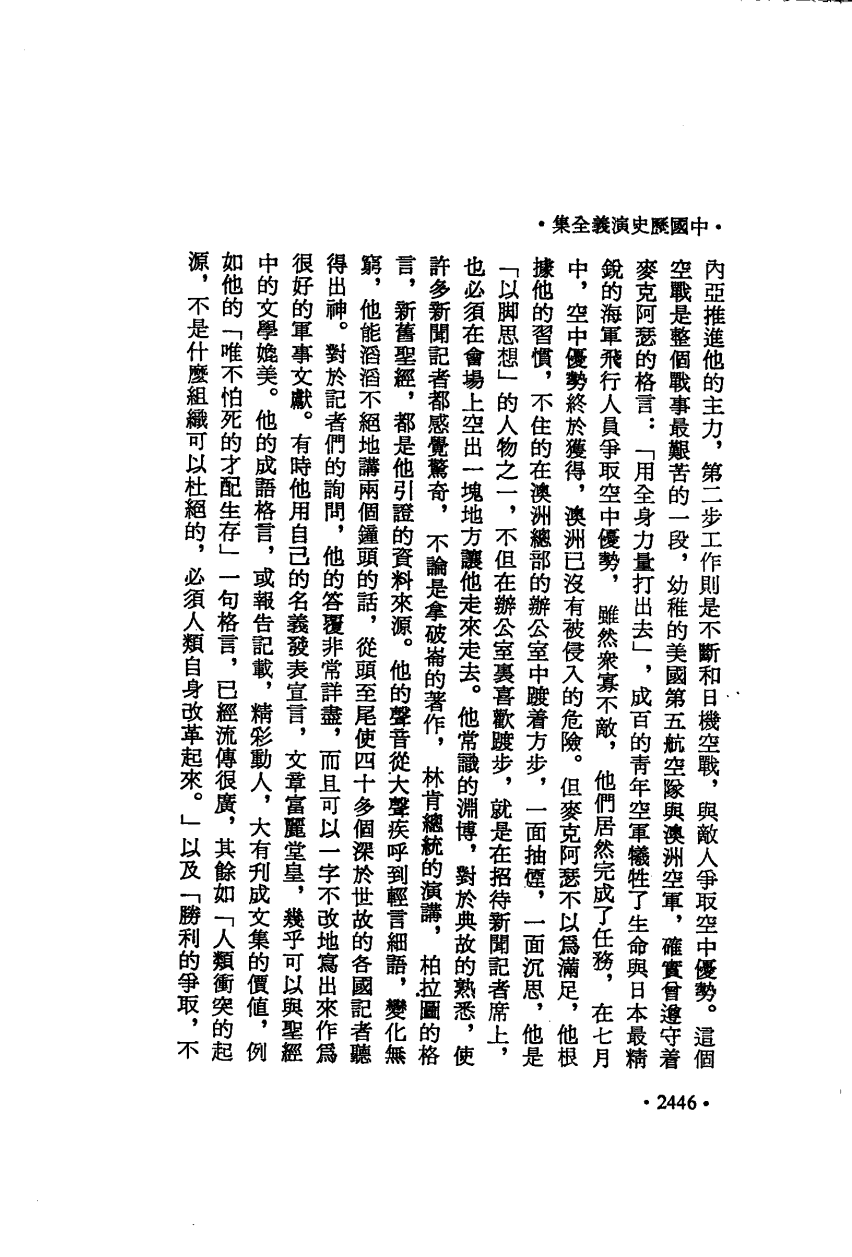 ·中國歷史演義全集·
內亞推進他的主力，第二步工作則是不斷和日機空戰，與敵人爭取空中優勢。這個
空戰是整個戰事最艱苦的一段，幼稚的美國第五航空隊與澳洲空軍，確實曾遵守着
麥克阿瑟的格言：「用全身力量打出去」，成百的青年空軍犧牲了生命與日本最精
銳的海軍飛行人員爭取空中優勢，雖然衆寡不敵，他們居然完成了任務，在七月
中，空中優勢終於獲得，澳洲已沒有被侵入的危險。但麥克阿瑟不以爲滿足，他根
據他的習慣，不住的在澳洲總部的辦公室中踱着方步，一面抽煙，一面沉思，他是
「以脚思想」的人物之一，不但在辦公室裏喜歡踱步，就是在招待新聞記者席上，
也必須在會場上空出一塊地方讓他走來走去。他常識的淵博，對於典故的熟悉，使
許多新聞記者都感覺驚奇，不論是拿破崙的著作，林肯總統的演講，柏拉圖的格
言，新舊聖經，都是他引證的資料來源。他的聲音從大聲疾呼到輕言細語，變化無
窮，他能滔滔不絕地講兩個鐘頭的話，從頭至尾使四十多個深於世故的各國記者聽
得出神。對於記者們的詢問，他的答覆非常詳盡，而且可以一字不改地寫出來作爲
很好的軍事文獻。有時他用自己的名義發表宣言，文章富麗堂皇，幾乎可以與聖經
中的文學媲美。他的成語格言，或報告記載，精彩動人，大有刋成文集的價值，例
如他的「唯不怕死的才配生存」一句格言，已經流傳很廣，其餘如「人類衝突的起
源，不是什麼組織可以杜絕的，必須人類自身改革起來。」以及「勝利的爭取，不
·2446·